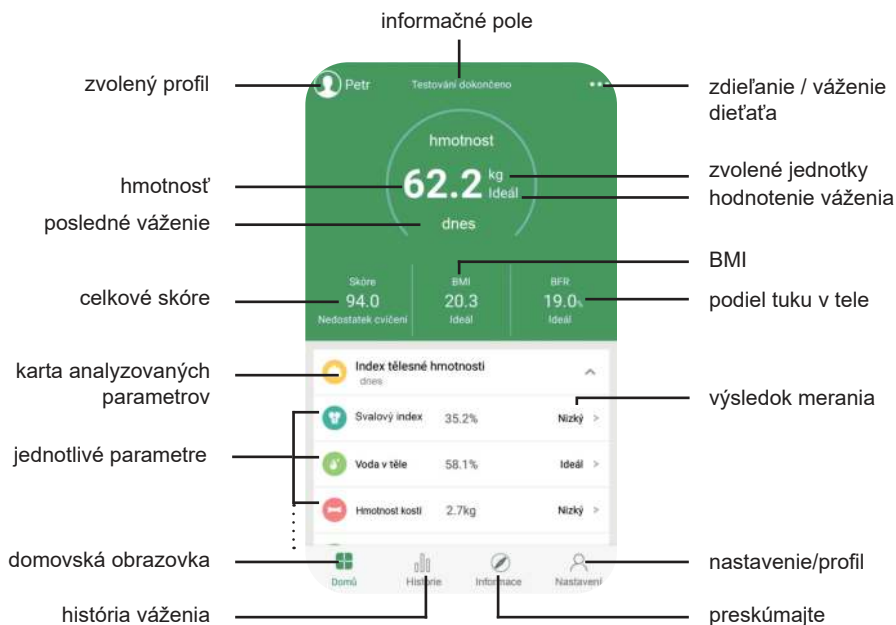 informačné pole
zvolený profil
zdieľanie / váženie
dieťaťa
Petr
Testování dokončeno
hmotnost
62.2 kg
Ideál
dnes
hmotnosť
posledné váženie
zvolené jednotky
hodnotenie váženia
BMI
celkové skóre
podiel tuku v tele
Skóre
94.0
Nedostatek cvičení
BMI
20.3
Ideál
BFR
19.0%
Ideál
karta analyzovaných
parametrov
Index tělesné hmotnosti
dnes
výsledok merania
jednotlivé parametre
Svalový index 35.2% Nizký >
Voda v těle 58.1% Ideál >
Hmotnost kostí 2.7kg Nizký >
domovská obrazovka
nastavenie/profil
Domů
Historie
Informace
Nastavení
história váženia
preskúmajte